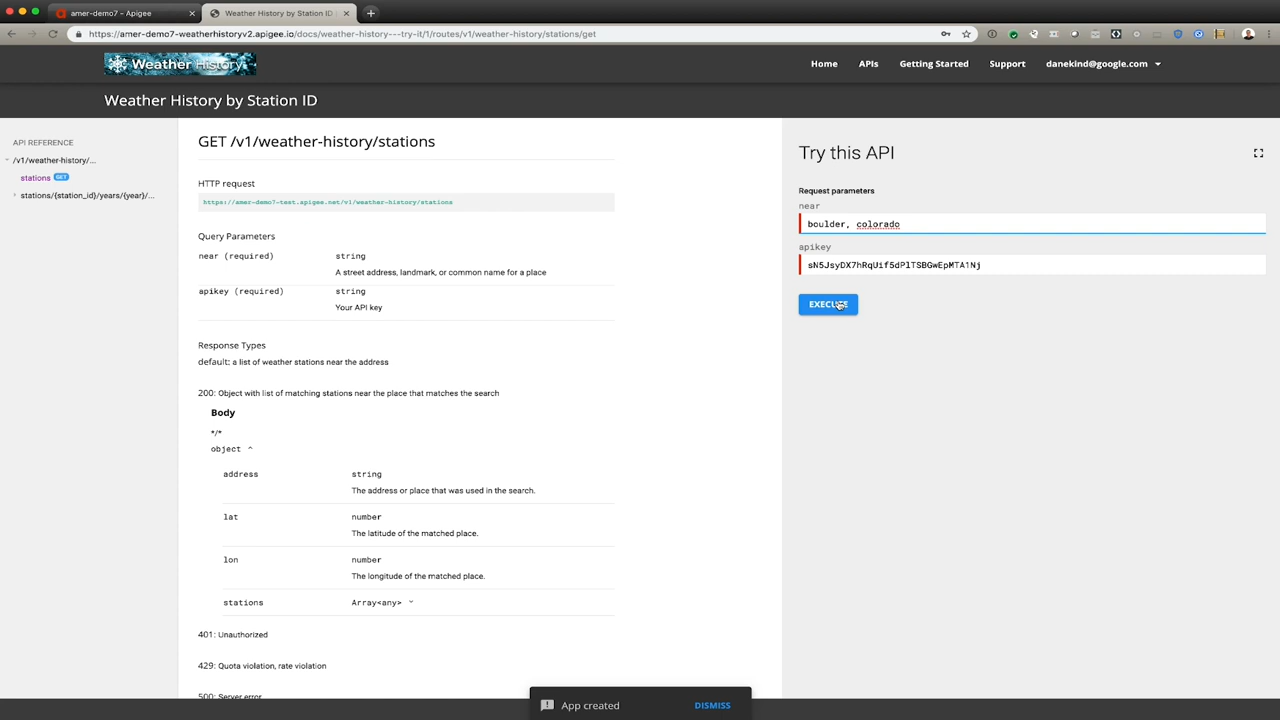 amer-demo7 – Apigee
Weather History by Station ID
https://amer-demo7-weatherhistoryv2.apigee.io/docs/weather-history---try-it/1/routes/v1/weather-history/stations/get
Weather History
Home
APIs
Getting Started
Support
danekind@google.com
Weather History by Station ID
API REFERENCE
/v1/weather-history/...
stations GET
stations/{station_id}/years/{year}/...
GET /v1/weather-history/stations
HTTP request
https://amer-demo7-test.apigee.net/v1/weather-history/stations
Query Parameters
near (required) string
A street address, landmark, or common name for a place
apikey (required) string
Your API key
Response Types
default: a list of weather stations near the address
200: Object with list of matching stations near the place that matches the search
Body
*/*
object
address string
The address or place that was used in the search.
lat number
The latitude of the matched place.
lon number
The longitude of the matched place.
stations Array<any>
401: Unauthorized
429: Quota violation, rate violation
500: Server error
Try this API
Request parameters
near
boulder, colorado
apikey
sN5JsyDX7hRqUif5dPlTSBGwEpMTA1Nj
EXECUTE
App created
DISMISS